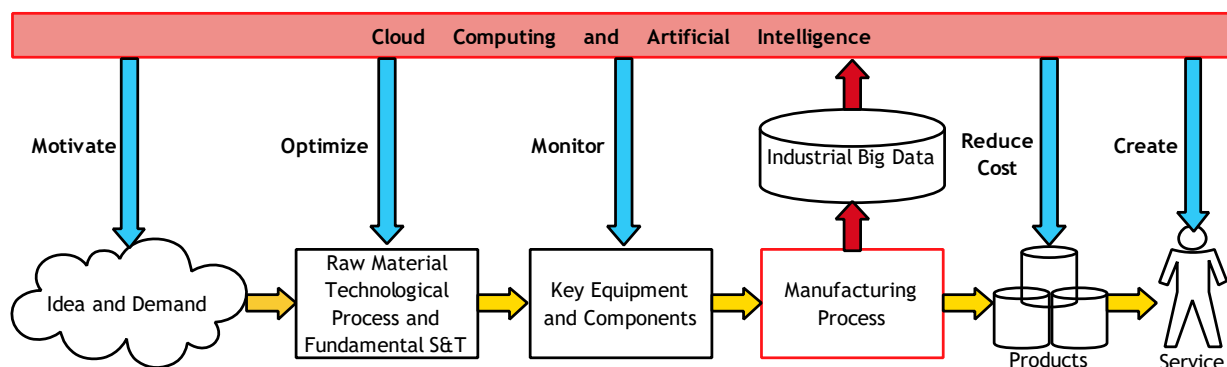 Cloud Computing and Artificial Intelligence
Motivate
Optimize
Monitor
Industrial Big Data
Reduce
Cost
Create
Idea and Demand
Raw Material
Technological
Process and
Fundamental S&T
Key Equipment
and Components
Manufacturing
Process
Products
Service